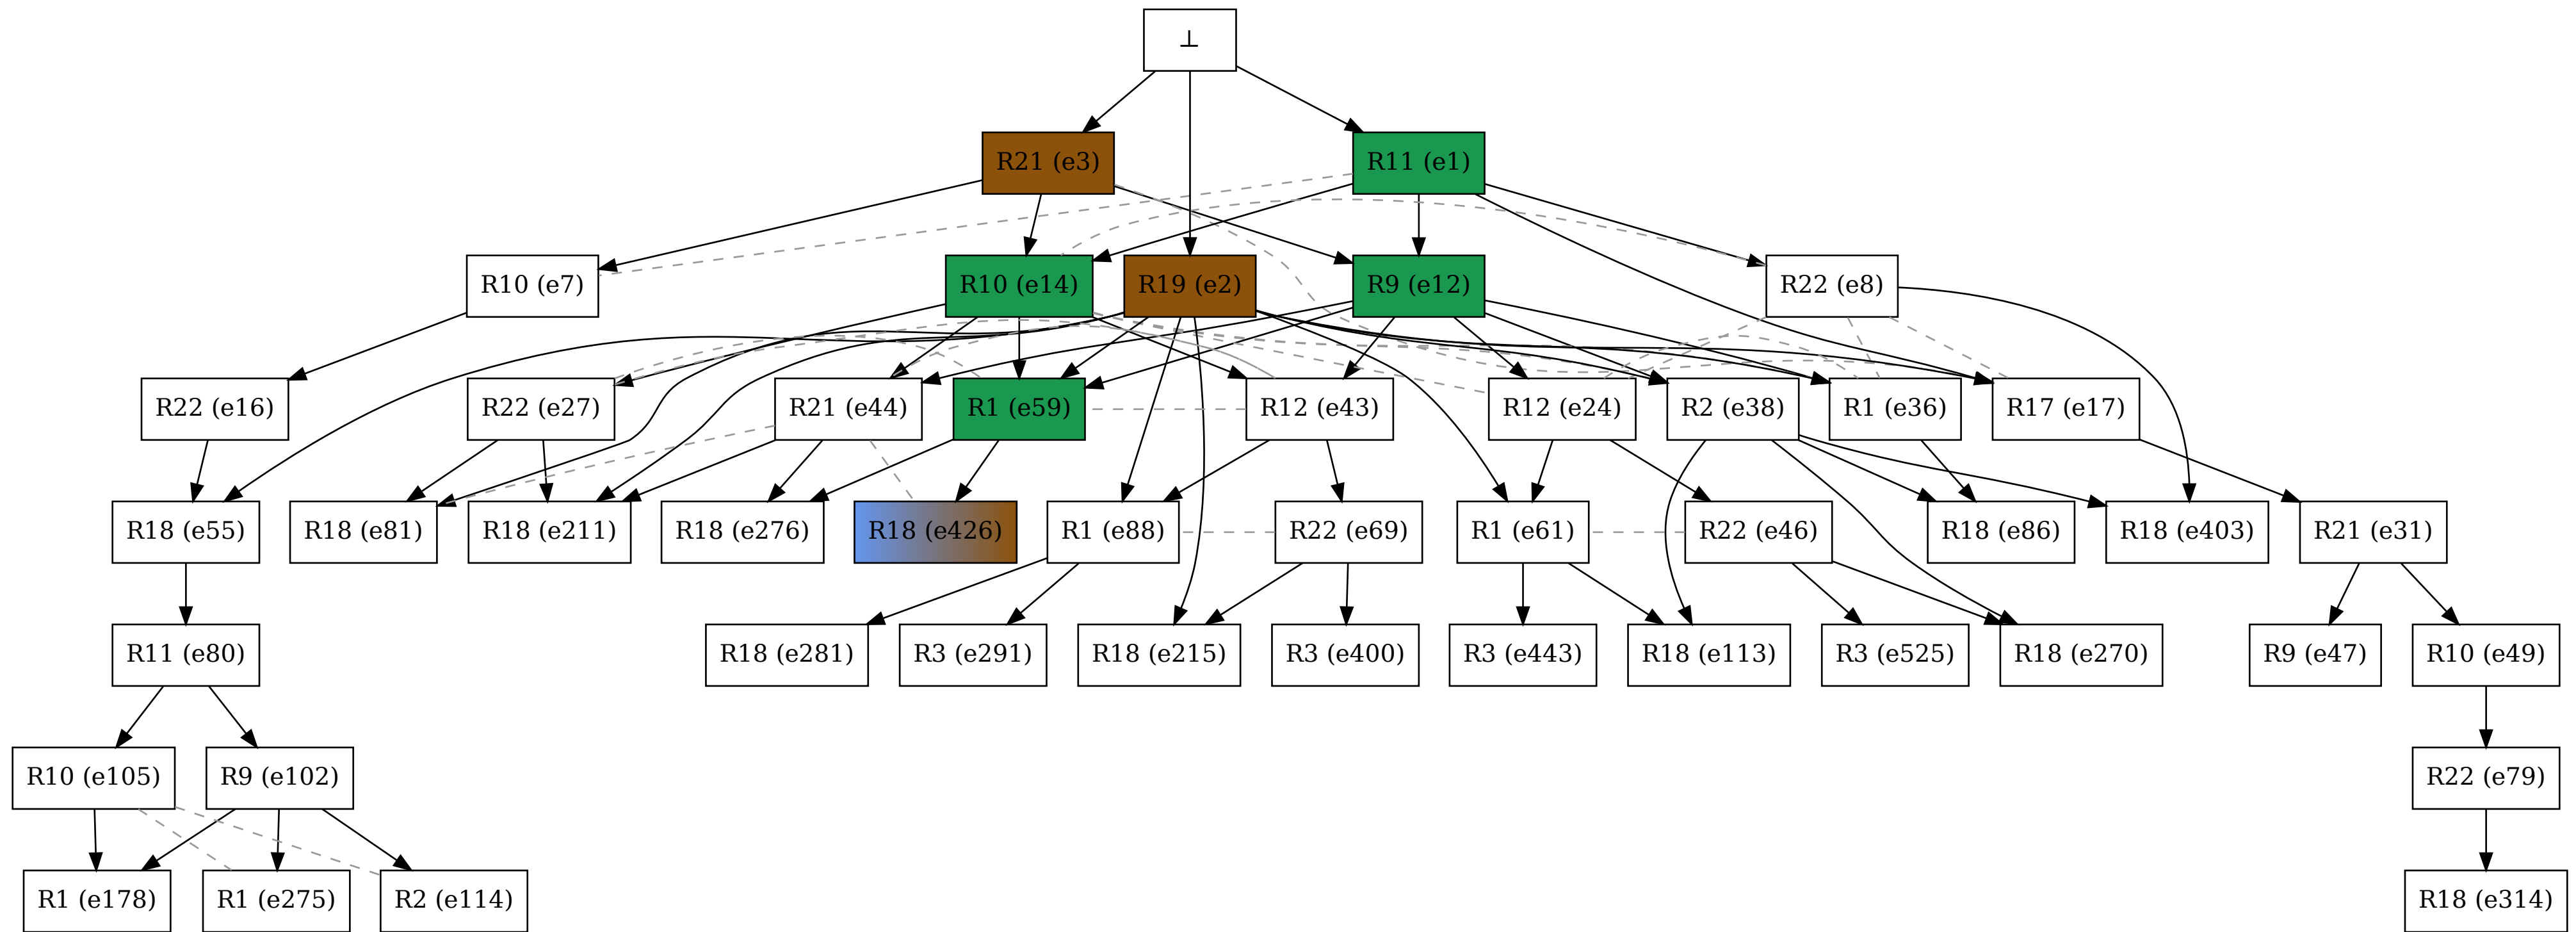 ⊥
R21 (e3)
R11 (e1)
R10 (e7)
R10 (e14)
R19 (e2)
R9 (e12)
R22 (e8)
R22 (e16)
R22 (e27)
R21 (e44)
R1 (e59)
R12 (e43)
R12 (e24)
R2 (e38)
R1 (e36)
R17 (e17)
R18 (e55)
R18 (e81)
R18 (e211)
R18 (e276)
R18 (e426)
R1 (e88)
R22 (e69)
R1 (e61)
R22 (e46)
R18 (e86)
R18 (e403)
R21 (e31)
R11 (e80)
R18 (e281)
R3 (e291)
R18 (e215)
R3 (e400)
R3 (e443)
R18 (e113)
R3 (e525)
R18 (e270)
R9 (e47)
R10 (e49)
R10 (e105)
R9 (e102)
R22 (e79)
R1 (e178)
R1 (e275)
R2 (e114)
R18 (e314)